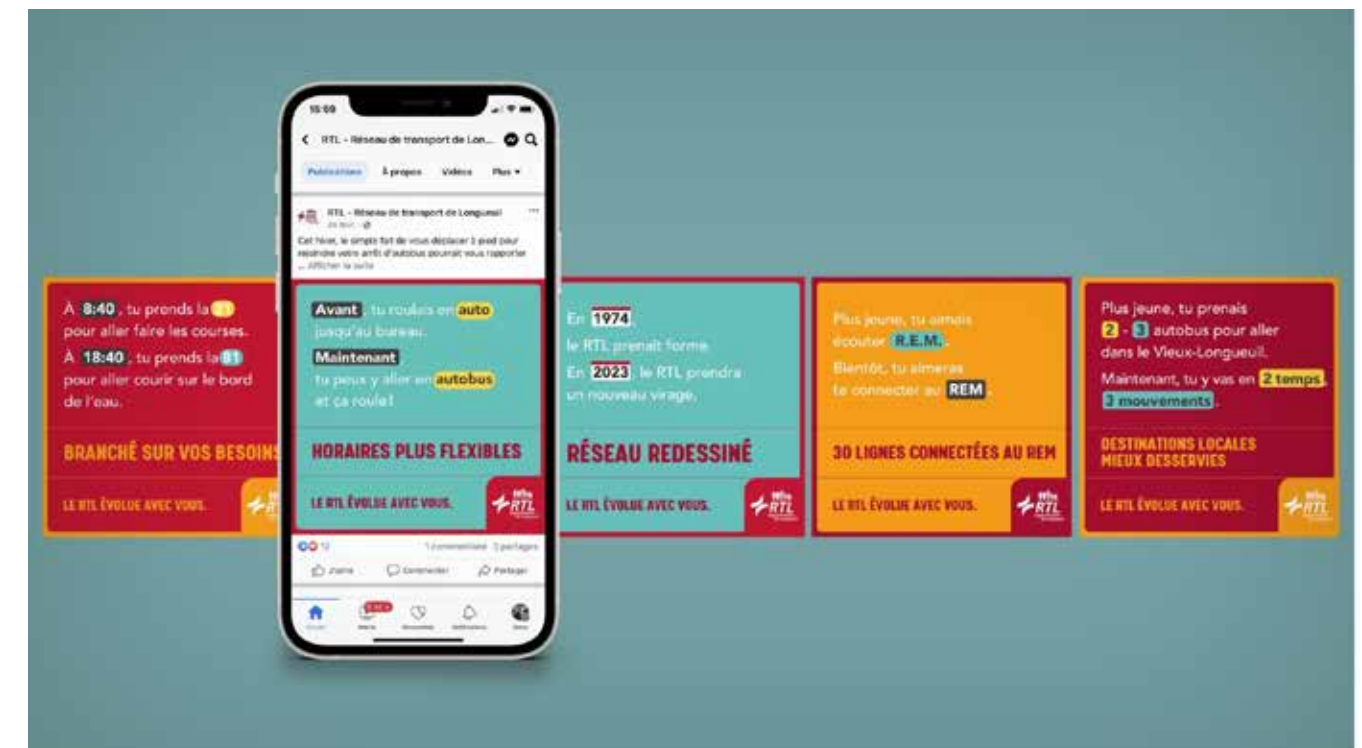 À 8:40, tu prends la
pour aller faire les courses.
À 18:40, tu prends la 81
pour aller courir sur le bord
de l'eau.
BRANCHÉ SUR VOS BESOINS
LE RTL ÉVOLUE AVEC VOUS.
15:59
RTL - Réseau de transport de Lon...
Publications À propos Vidéos Plus
RTL - Réseau de transport de Longueuil
Cet hiver, le simple fait de vous déplacer à pied pour
rejoindre votre arrêt d'autobus pourrait vous rapporter
... Afficher la suite
Avant, tu roulais en auto
jusqu'au bureau.
Maintenant
tu peux y aller en autobus
et ça roule!
HORAIRES PLUS FLEXIBLES
LE RTL ÉVOLUE AVEC VOUS.
RTL
12 1 commentaire 2 partages
J'aime Commenter Partager
Accueil Notifications Menu
En 1974,
le RTL prenait forme.
En 2023, le RTL prendra
un nouveau virage.
RÉSEAU REDESSINÉ
LE RTL ÉVOLUE AVEC VOUS.
RTL
Plus jeune, tu aimais
écouter R.E.M..
Bientôt, tu aimeras
te connecter au REM.
30 LIGNES CONNECTÉES AU REM
LE RTL ÉVOLUE AVEC VOUS.
RTL
Plus jeune, tu prenais
2 - 3 autobus pour aller
dans le Vieux-Longueuil.
Maintenant, tu y vas en 2 temps,
3 mouvements.
DESTINATIONS LOCALES
MIEUX DESSERVIES
LE RTL ÉVOLUE AVEC VOUS.
RTL